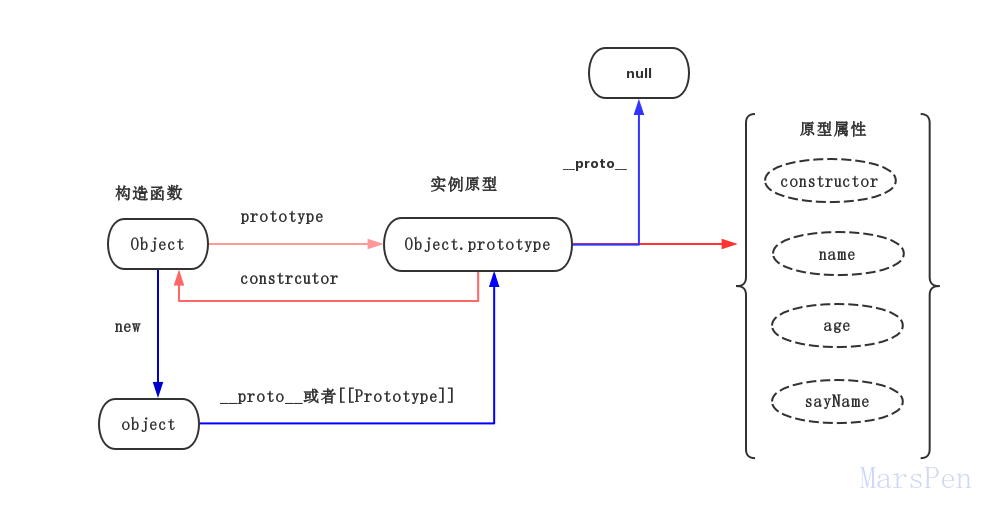 null
原型属性
__proto__
constructor
实例原型
构造函数
prototype
Object
Object.prototype
name
constrcutor
new
age
__proto__或者[[Prototype]]
sayName
object
MarsPen